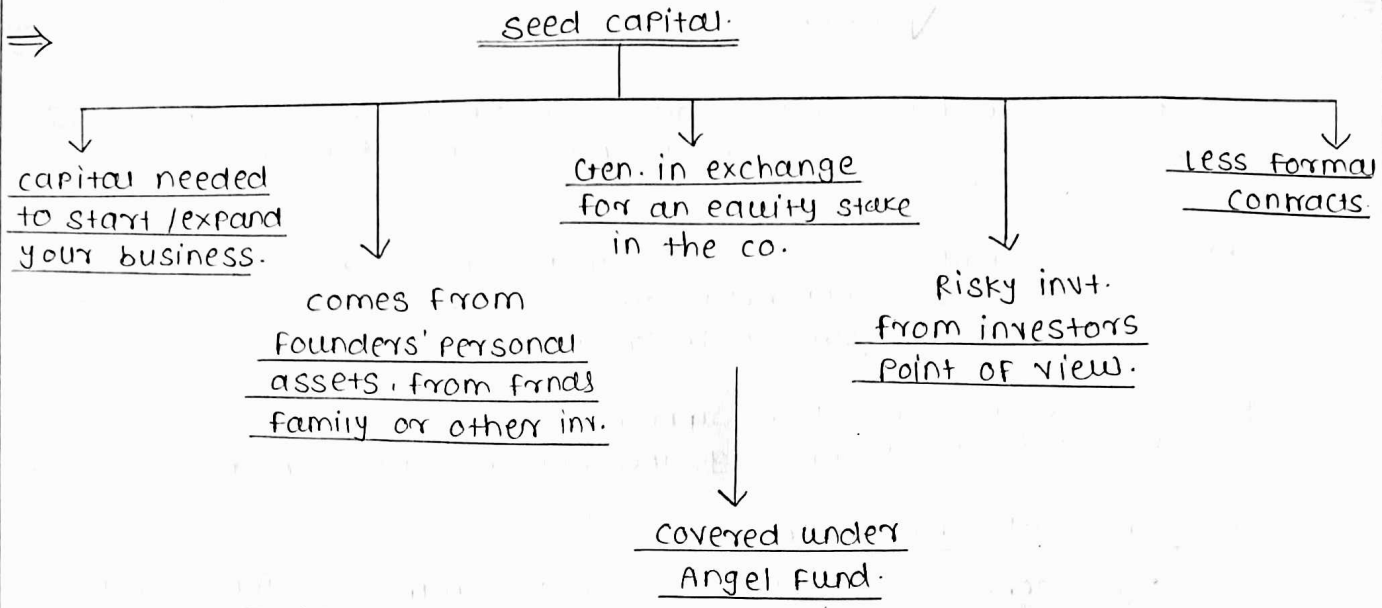 ⇒ Seed capital.
capital needed
to start /expand
your business.
comes from
Founders' personal
assets, from frnds
family or other inv.
Gen. in exchange
for an equity stake
in the co.
Risky invt.
from investors
point of view.
Less formal
contracts.
covered under
Angel Fund.